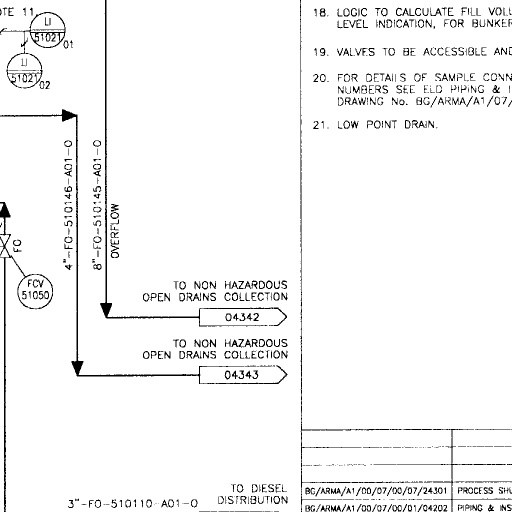 OTE 11
LI
51021
01
LI
51021
02
4"-FO-510146-A01-O
8"-FO-510145-A01-O
OVERFLOW
FO
FCV
51050
TO NON HAZARDOUS
OPEN DRAINS COLLECTION
04342
TO NON HAZARDOUS
OPEN DRAINS COLLECTION
04343
TO DIESEL
DISTRIBUTION
3"-FO-510110-A01-O
18. LOGIC TO CALCULATE FILL VOLU
LEVEL INDICATION, FOR BUNKER
19. VALVES TO BE ACCESSIBLE AND
20. FOR DETAILS OF SAMPLE CONN
NUMBERS SEE ELD PIPING & I
DRAWING No. BG/ARMA/A1/07/
21. LOW POINT DRAIN.
BG/ARMA/A1/00/07/00/07/24301 PROCESS SHU
BG/ARMA/A1/00/07/00/01/04202 PIPING & INS